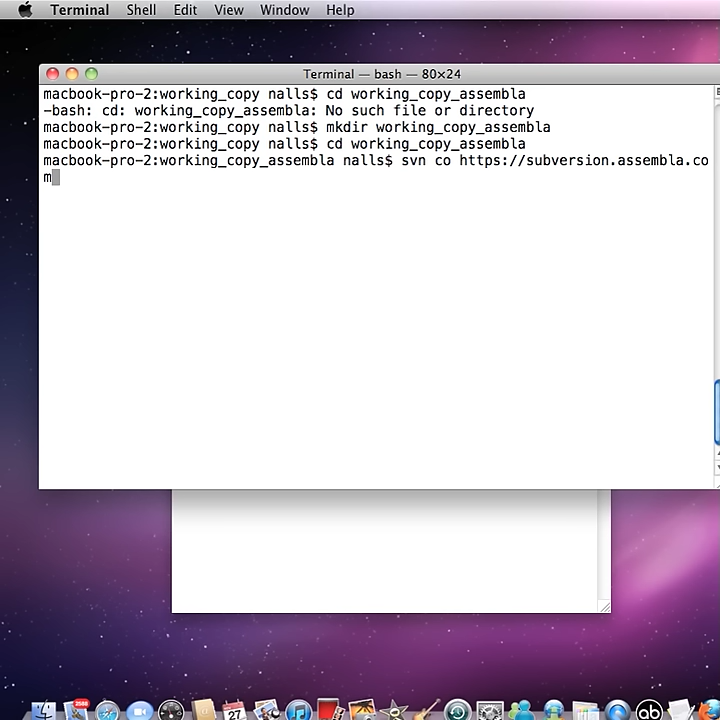 Terminal Shell Edit View Window Help
Terminal — bash — 80×24
macbook-pro-2:working_copy nalls$ cd working_copy_assembla
-bash: cd: working_copy_assembla: No such file or directory
macbook-pro-2:working_copy nalls$ mkdir working_copy_assembla
macbook-pro-2:working_copy nalls$ cd working_copy_assembla
macbook-pro-2:working_copy_assembla nalls$ svn co https://subversion.assembla.co
m
27
ab